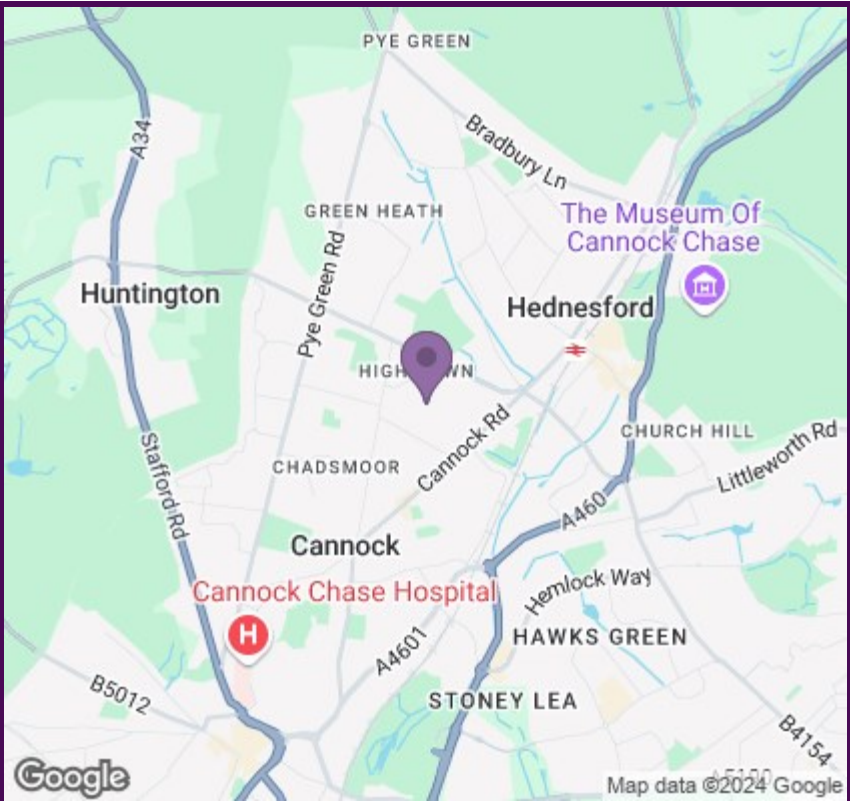 PYE GREEN
A34
Bradbury Ln
GREEN HEATH
The Museum Of
Cannock Chase
Pye Green Rd
Huntington
Hednesford
Cannock Rd
CHURCH HILL
Littleworth Rd
CHADSMOOR
Stafford Rd
A460
Cannock
Cannock Chase Hospital
H
Hemlock Way
A4601
HAWKS GREEN
B5012
STONEY LEA
B4154
Google
Map data ©2024 Google